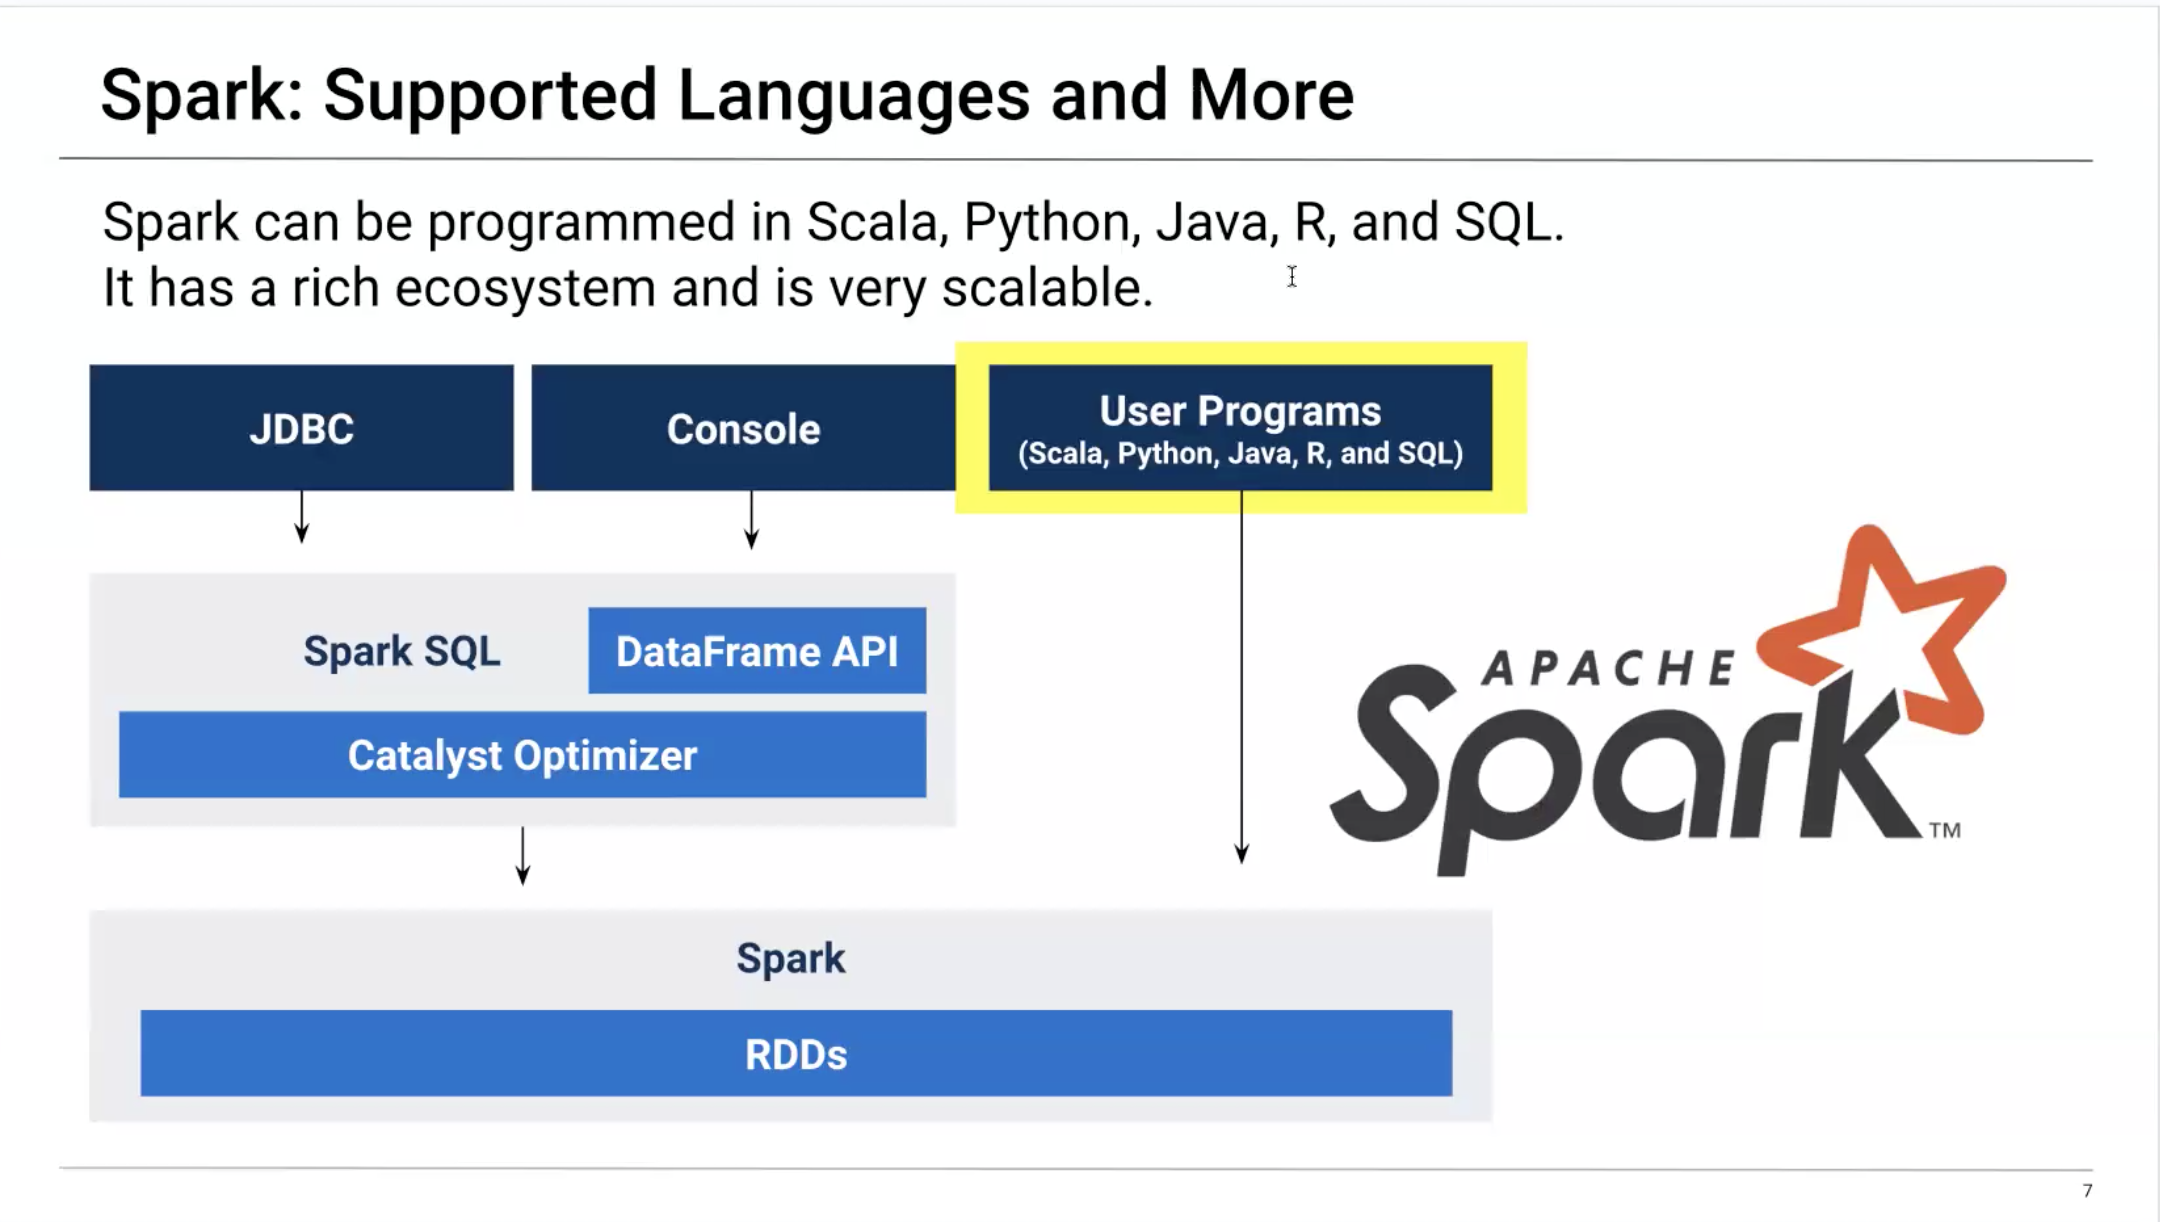 Spark: Supported Languages and More
Spark can be programmed in Scala, Python, Java, R, and SQL.
It has a rich ecosystem and is very scalable.
JDBC
Console
User Programs
(Scala, Python, Java, R, and SQL)
Spark SQL
DataFrame API
Catalyst Optimizer
APACHE
Spark™
Spark
RDDs
7